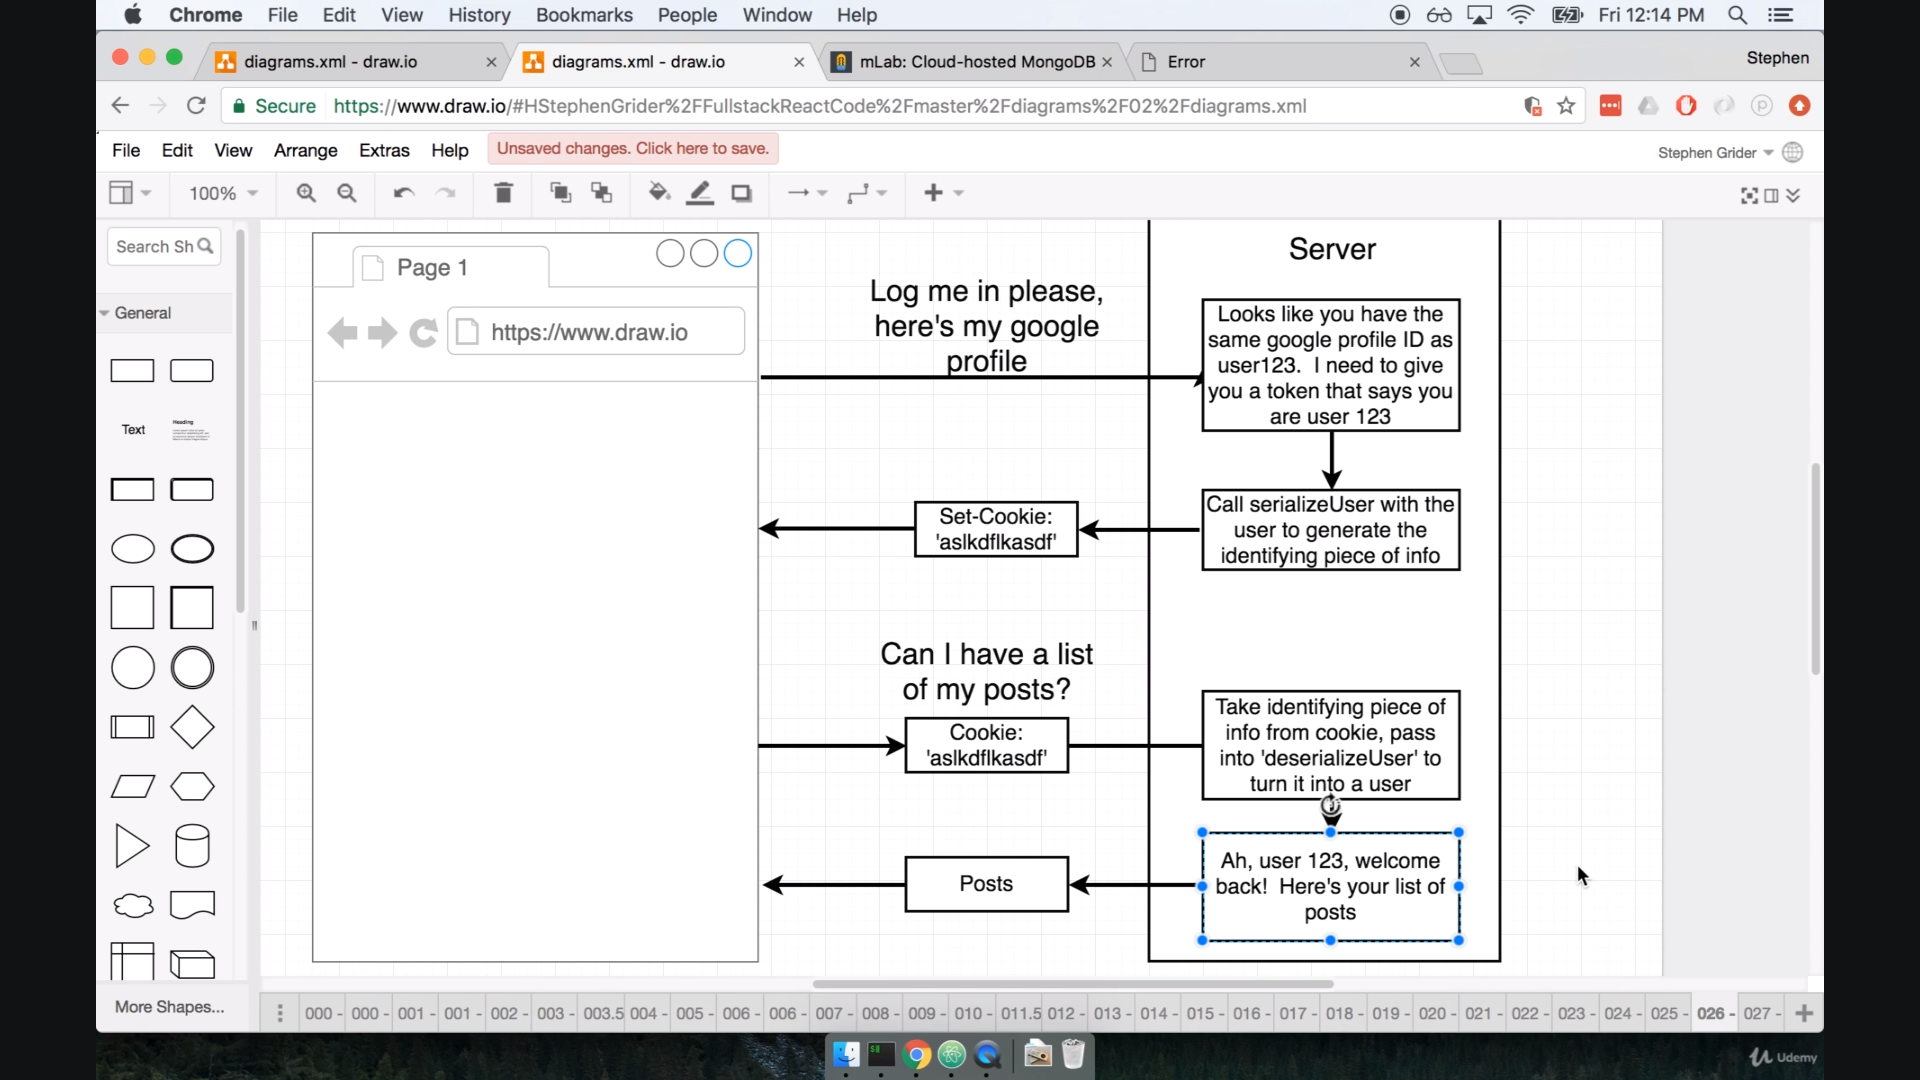 Chrome File Edit View History Bookmarks People Window Help Fri 12:14 PM
diagrams.xml - draw.io diagrams.xml - draw.io mLab: Cloud-hosted MongoDB Error Stephen
Secure https://www.draw.io/#HStephenGrider%2FFullstackReactCode%2Fmaster%2Fdiagrams%2F02%2Fdiagrams.xml
File Edit View Arrange Extras Help Unsaved changes. Click here to save. Stephen Grider
100%
Search Sh
General
Text
Heading
More Shapes...
Page 1
https://www.draw.io
Log me in please,
here's my google
profile
Server
Looks like you have the
same google profile ID as
user123. I need to give
you a token that says you
are user 123
Set-Cookie:
'aslkdflkasdf'
Call serializeUser with the
user to generate the
identifying piece of info
Can I have a list
of my posts?
Cookie:
'aslkdflkasdf'
Take identifying piece of
info from cookie, pass
into 'deserializeUser' to
turn it into a user
Posts
Ah, user 123, welcome
back! Here's your list of
posts
000 - 000 - 001 - 001 - 002 - 003 - 003.5 004 - 005 - 006 - 006 - 007 - 008 - 009 - 010 - 011.5 012 - 013 - 014 - 015 - 016 - 017 - 018 - 019 - 020 - 021 - 022 - 023 - 024 - 025 - 026 - 027 -
Udemy